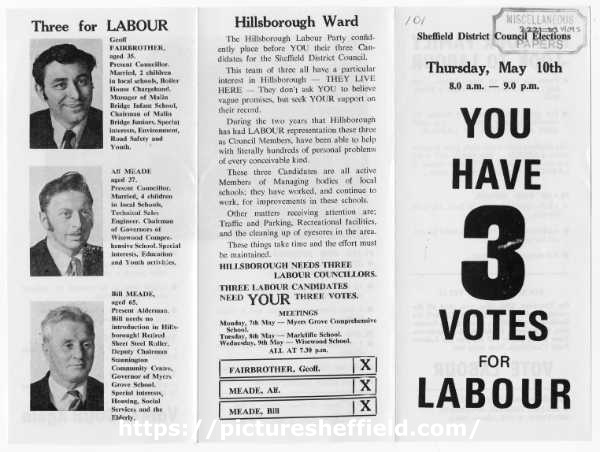 Three for LABOUR
Geoff
FAIRBROTHER,
aged 35.
Present Councillor.
Married, 2 children
in local schools, Boiler
House Chargehand.
Manager of Malin
Bridge Infant School,
Chairman of Malin
Bridge Juniors. Special
interests, Environment,
Road Safety and
Youth.
Alf MEADE
aged 27.
Present Councillor.
Married, 4 children
in local Schools,
Technical Sales
Engineer. Chairman
of Governors of
Wisewood Compre-
hensive School. Special
interests, Education
and Youth activities.
Bill MEADE,
aged 65.
Present Alderman.
Bill needs no
introduction in Hills-
borough! Retired
Sheet Steel Roller,
Deputy Chairman
Stannington
Community Centre,
Governor of Myers
Grove School.
Special interests,
Housing, Social
Services and the
Elderly.
Hillsborough Ward
The Hillsborough Labour Party confid-
ently place before YOU their three Can-
didates for the Sheffield District Council.
This team of three all have a particular
interest in Hillsborough — THEY LIVE
HERE — They don't ask YOU to believe
vague promises, but seek YOUR support on
their record.
During the two years that Hillsborough
has had LABOUR representation these three
as Council Members, have been able to help
with literally hundreds of personal problems
of every conceivable kind.
These three Candidates are all active
Members of Managing bodies of local
schools; they have worked, and continue to
work, for improvements in these schools.
Other matters receiving attention are;
Traffic and Parking, Recreational facilities,
and the cleaning up of eyesores in the area.
These things take time and the effort must
be maintained.
HILLSBOROUGH NEEDS THREE
LABOUR COUNCILLORS.
THREE LABOUR CANDIDATES
NEED YOUR THREE VOTES.
MEETINGS
Monday, 7th May — Myers Grove Comprehensive
School.
Tuesday, 8th May — Marlcliffe School.
Wednesday, 9th May — Wisewood School.
ALL AT 7.30 p.m.
FAIRBROTHER, Geoff. X
MEADE, Alf. X
MEADE, Bill X
101
MISCELLANEOUS
PAPERS
Sheffield District Council Elections
Thursday, May 10th
8.0 a.m. — 9.0 p.m.
YOU
HAVE
3
VOTES
FOR
LABOUR
https://picturesheffield.com/